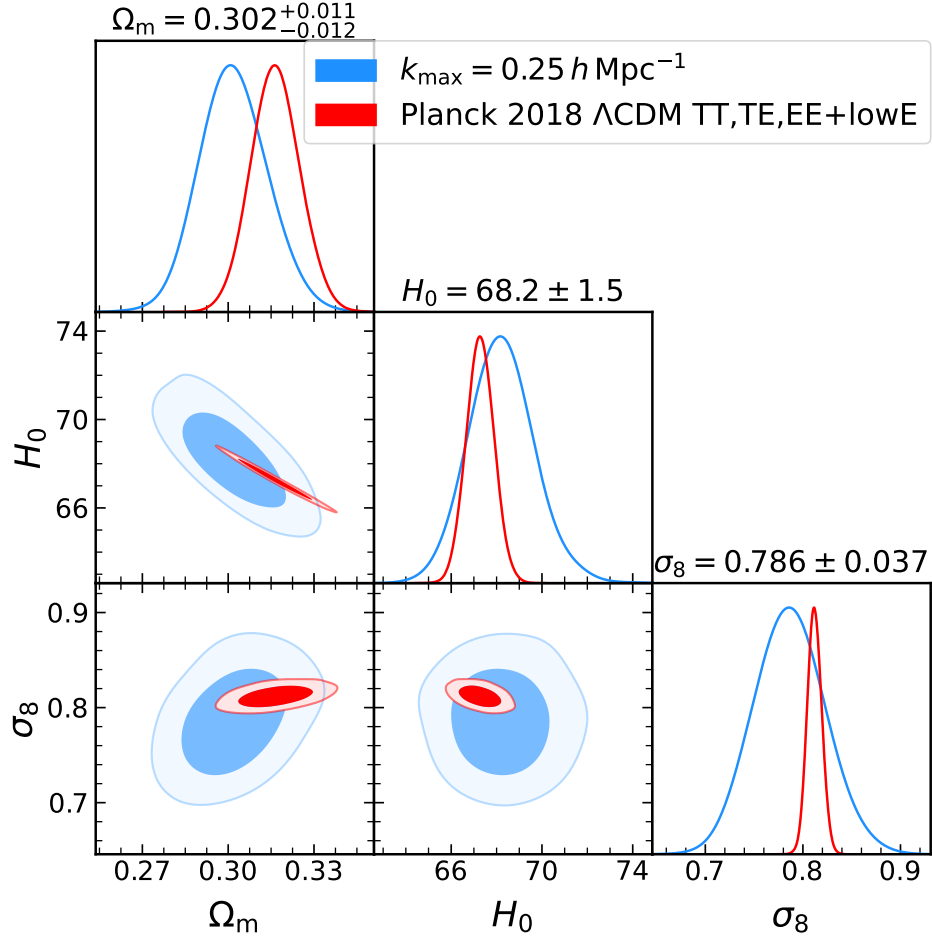 Ωₘ = 0.302⁺⁰·⁰¹¹₋₀.₀₁₂
k_max = 0.25 h Mpc⁻¹
Planck 2018 ΛCDM TT,TE,EE+lowE
H₀ = 68.2 ± 1.5
74
70
66
H₀
σ₈ = 0.786 ± 0.037
0.9
0.8
0.7
σ₈
0.27 0.30 0.33 66 70 74 0.7 0.8 0.9
Ωₘ H₀ σ₈